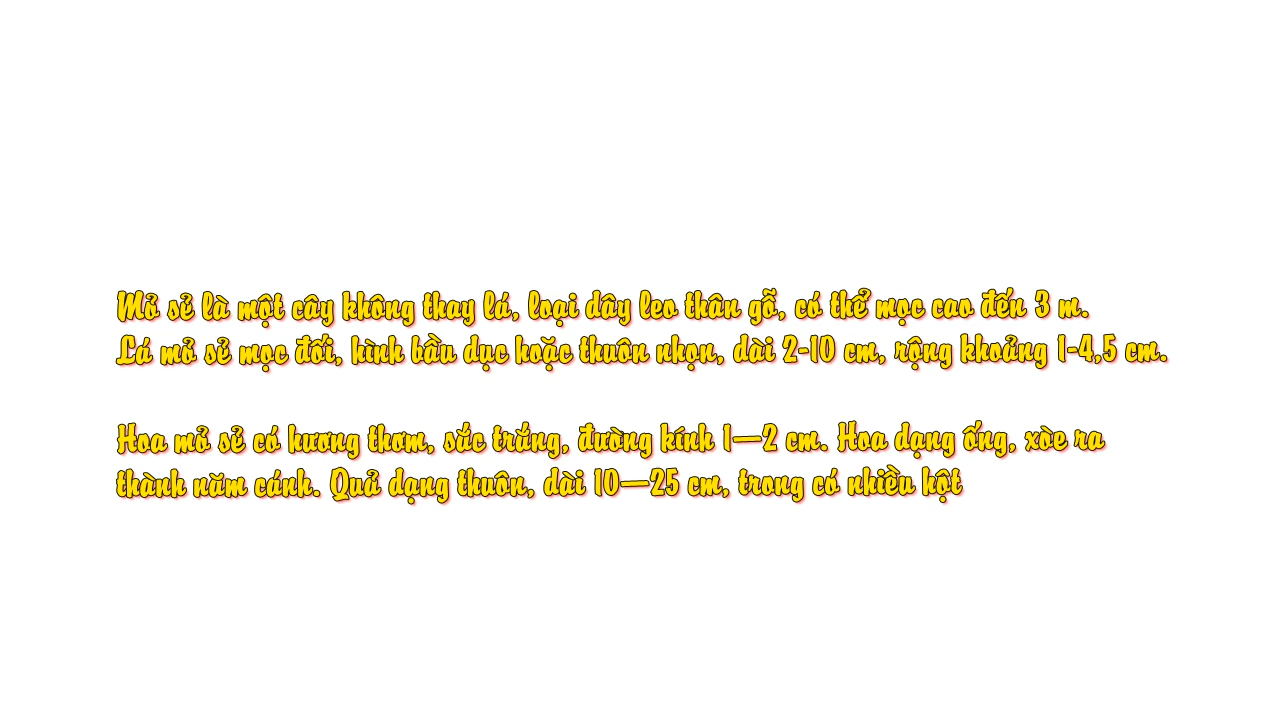 Mỏ sẻ là một cây không thay lá, loại dây leo thân gỗ, có thể mọc cao đến 3 m.
Lá mỏ sẻ mọc đối, hình bầu dục hoặc thuôn nhọn, dài 2-10 cm, rộng khoảng 1-4,5 cm.
Hoa mỏ sẻ có hương thơm, sắc trắng, đường kính 1—2 cm. Hoa dạng ống, xòe ra
thành năm cánh. Quả dạng thuôn, dài 10—25 cm, trong có nhiều hột